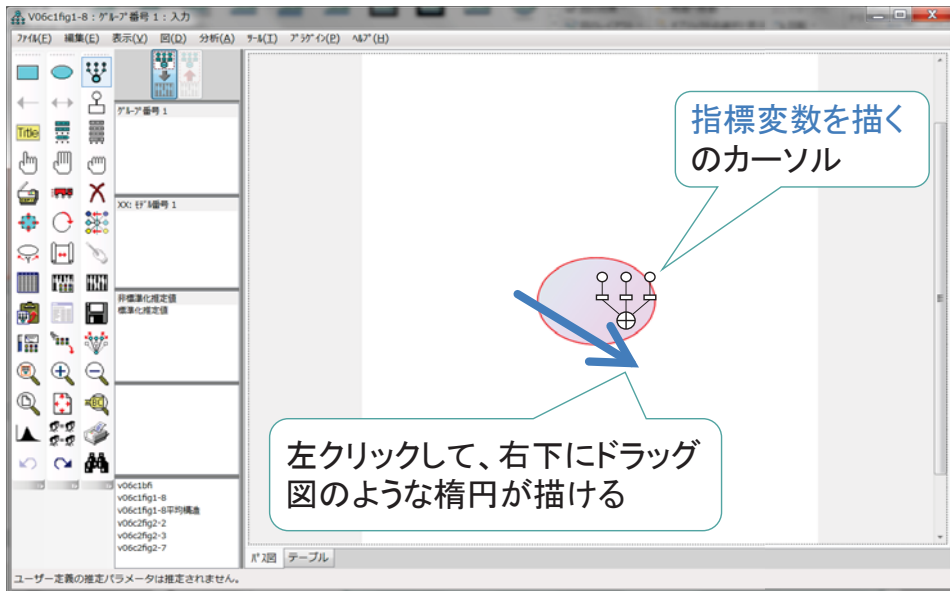 V06c1fig1-8 : ｸﾞﾙｰﾌﾟ番号 1 : 入力
ﾌｧｲﾙ(F) 編集(E) 表示(V) 図(D) 分析(A) ﾂｰﾙ(T) ﾌﾟﾗｸﾞｲﾝ(P) ﾍﾙﾌﾟ(H)
Title
ｸﾞﾙｰﾌﾟ番号 1
XX: ﾓﾃﾞﾙ番号 1
非標準化推定値
標準化推定値
指標変数を描く
のカーソル
左クリックして、右下にドラッグ
図のような楕円が描ける
v06c1bfi
v06c1fig1-8
v06c1fig1-8平均構造
v06c2fig2-2
v06c2fig2-3
v06c2fig2-7
ﾊﾟｽ図 テーブル
ユーザー定義の推定パラメータは推定されません。